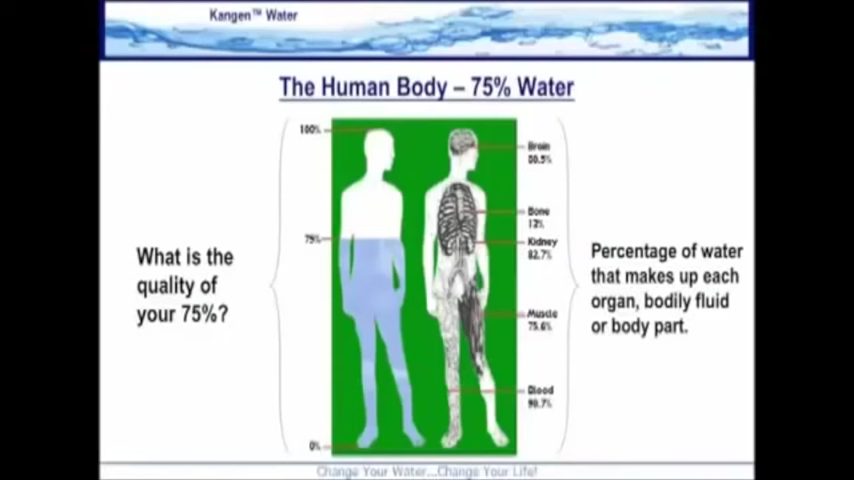 Kangen™ Water
The Human Body – 75% Water
100%
75%
0%
What is the
quality of
your 75%?
Brain
80.5%
Bone
12%
Kidney
82.7%
Muscle
75.6%
Blood
90.7%
Percentage of water
that makes up each
organ, bodily fluid
or body part.
Change Your Water...Change Your Life!